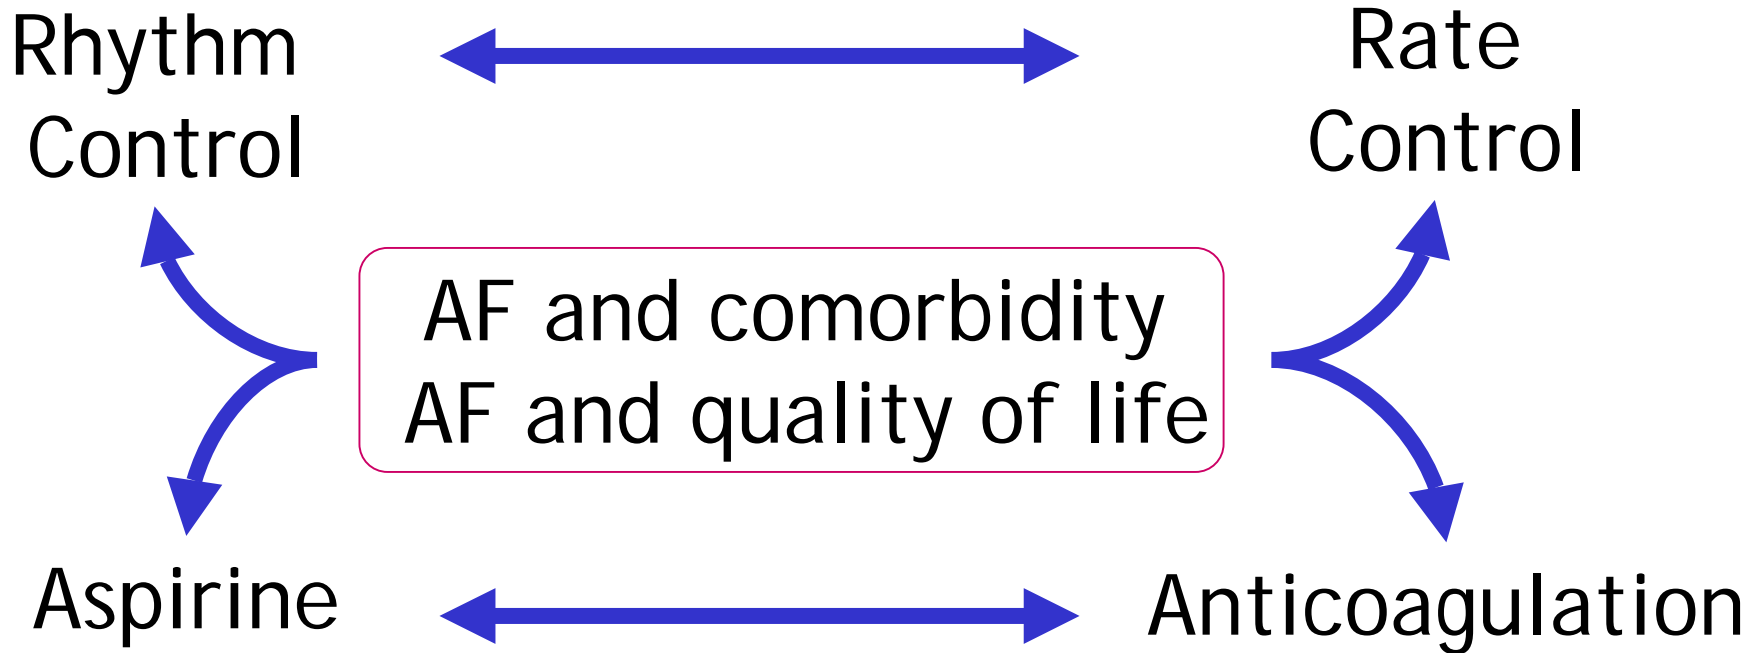 Rhythm
Control
Rate
Control
AF and comorbidity
AF and quality of life
Aspirine
Anticoagulation